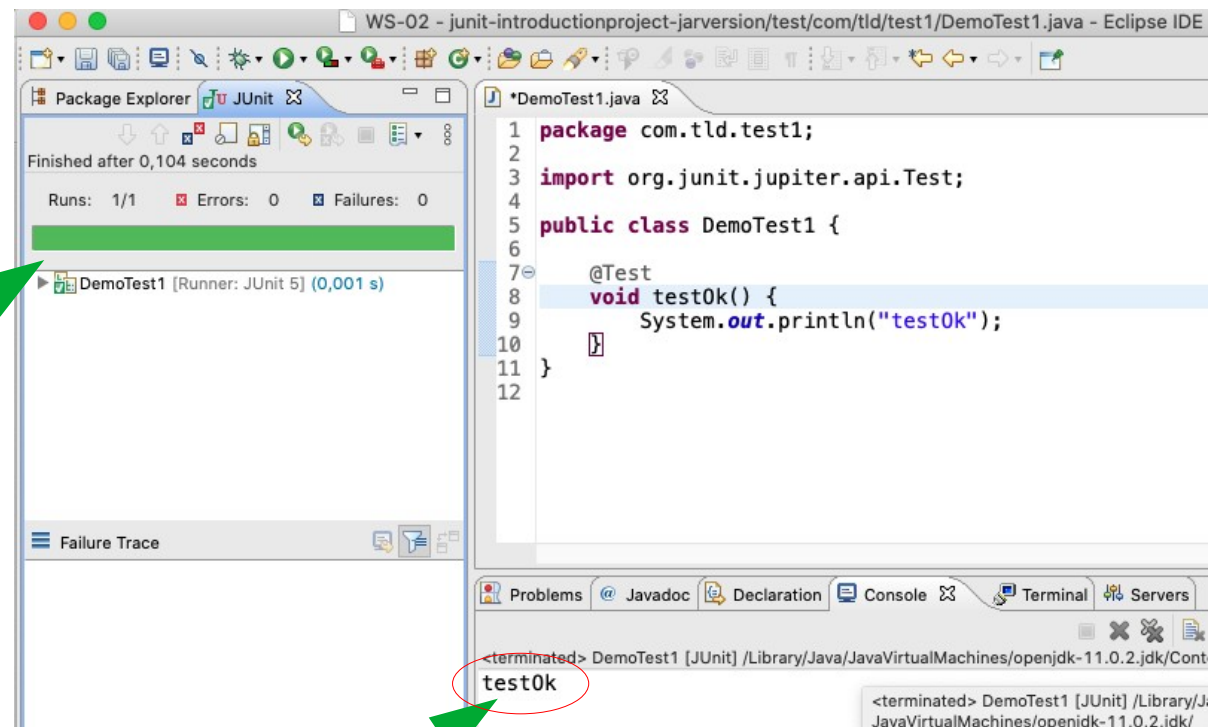 WS-02 - junit-introductionproject-jarversion/test/com/tld/test1/DemoTest1.java - Eclipse IDE
Package Explorer JUnit
Finished after 0,104 seconds
Runs: 1/1 Errors: 0 Failures: 0
DemoTest1 [Runner: JUnit 5] (0,001 s)
Failure Trace
*DemoTest1.java
1 package com.tld.test1;
2
3 import org.junit.jupiter.api.Test;
4
5 public class DemoTest1 {
6
7 @Test
8 void testOk() {
9 System.out.println("testOk");
10 }
11 }
12
Problems @ Javadoc Declaration Console Terminal Servers
<terminated> DemoTest1 [JUnit] /Library/Java/JavaVirtualMachines/openjdk-11.0.2.jdk/Cont
testOk
<terminated> DemoTest1 [JUnit] /Library/Ja
JavaVirtualMachines/openjdk-11.0.2.jdk/